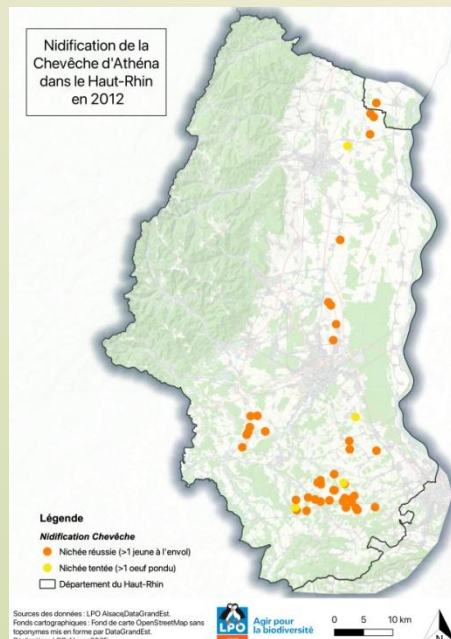 Nidification de la
Chevêche d'Athéna
dans le Haut-Rhin
en 2012
Légende
Nidification Chevêche
Nichée réussie (>1 jeune à l'envol)
Nichée tentée (>1 oeuf pondu)
Département du Haut-Rhin
Sources des données : LPO Alsace/DataGrandEst.
Fonds cartographiques : Fond de carte OpenStreetMap sans
toponymes mis en forme par DataGrandEst.
LPO
Agir pour
la biodiversité
0 5 10 km
N